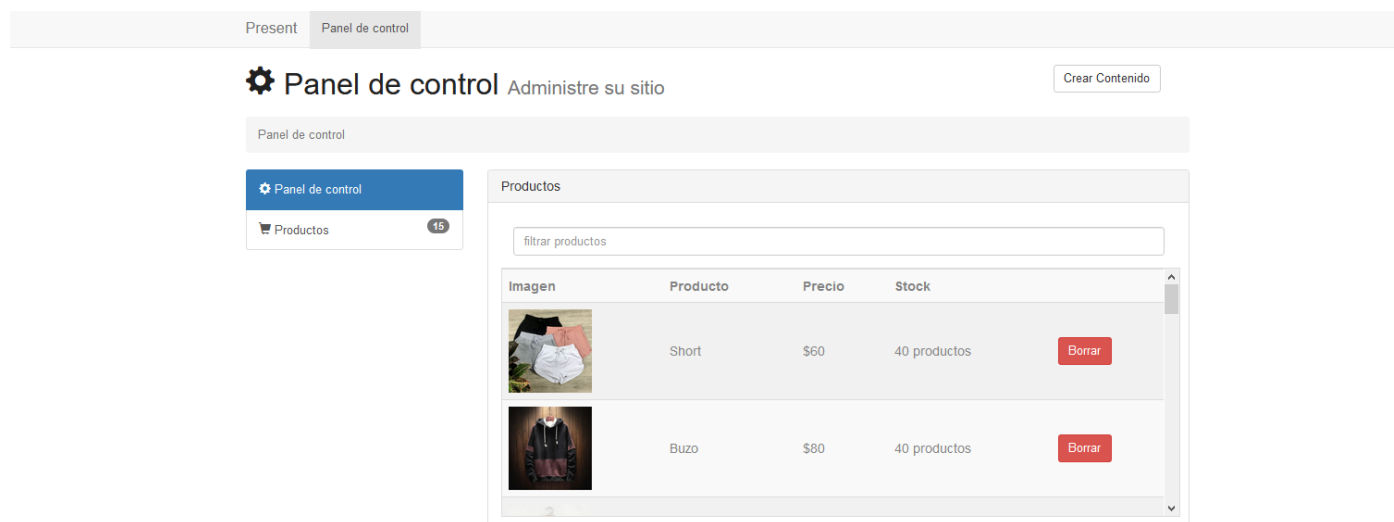 Present Panel de control
Panel de control Administre su sitio
Crear Contenido
Panel de control
Panel de control
Productos 15
Productos
filtrar productos
Imagen Producto Precio Stock
Short $60 40 productos Borrar
Buzo $80 40 productos Borrar